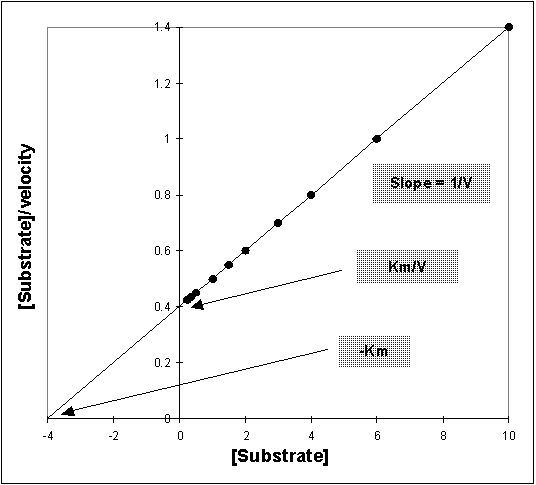 1.4
1.2
1
0.8
0.6
0.4
0.2
0
[Substrate]/velocity
Slope = 1/V
Km/V
-Km
-4 -2 0 2 4 6 8 10
[Substrate]